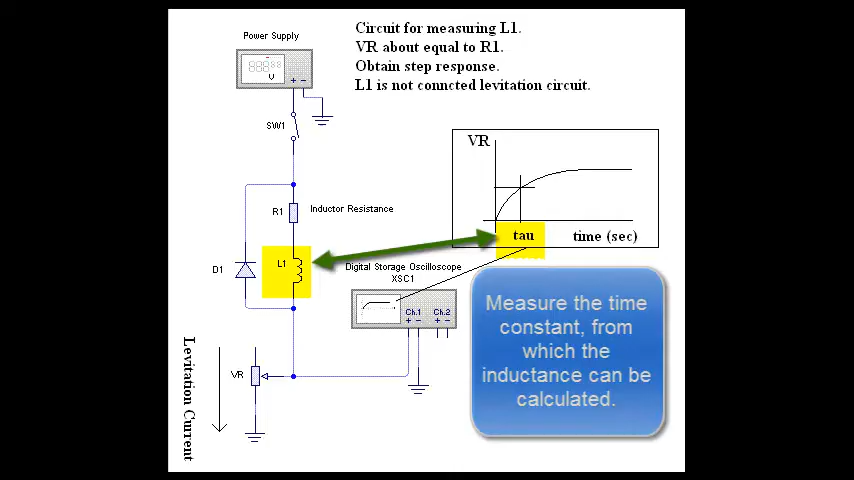 Circuit for measuring L1.
VR about equal to R1.
Obtain step response.
L1 is not conncted levitation circuit.
Power Supply
V
+ -
SW1
VR
R1
Inductor Resistance
tau
time (sec)
L1
D1
Digital Storage Oscilloscope
XSC1
Ch.1
Ch.2
+ -
+ -
VR
Levitation Current
Measure the time
constant, from
which the
inductance can be
calculated.